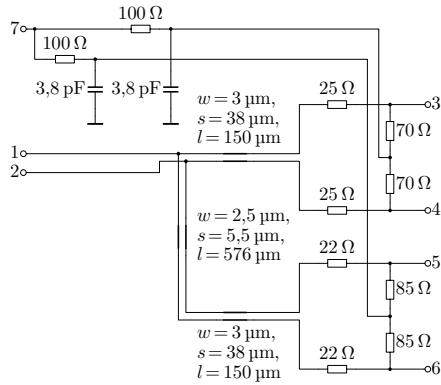 100 Ω
7
100 Ω
3,8 pF
3,8 pF
w = 3 µm,
s = 38 µm,
l = 150 µm
25 Ω
3
70 Ω
1
2
70 Ω
25 Ω
4
w = 2,5 µm,
s = 5,5 µm,
l = 576 µm
22 Ω
5
85 Ω
w = 3 µm,
s = 38 µm,
l = 150 µm
85 Ω
22 Ω
6